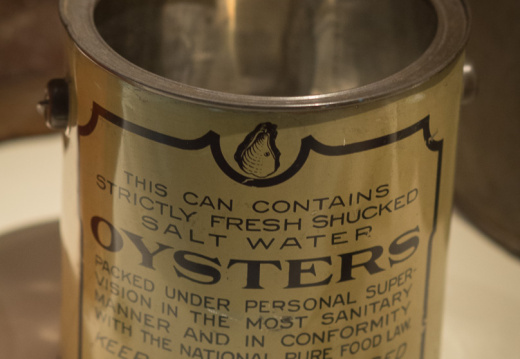 THIS CAN CONTAINS
STRICTLY FRESH SHUCKED
SALT WATER
OYSTERS
PACKED UNDER PERSONAL SUPER-
VISION IN THE MOST SANITARY
MANNER AND IN CONFORMITY
WITH THE NATIONAL PURE FOOD LAW.
KEEP